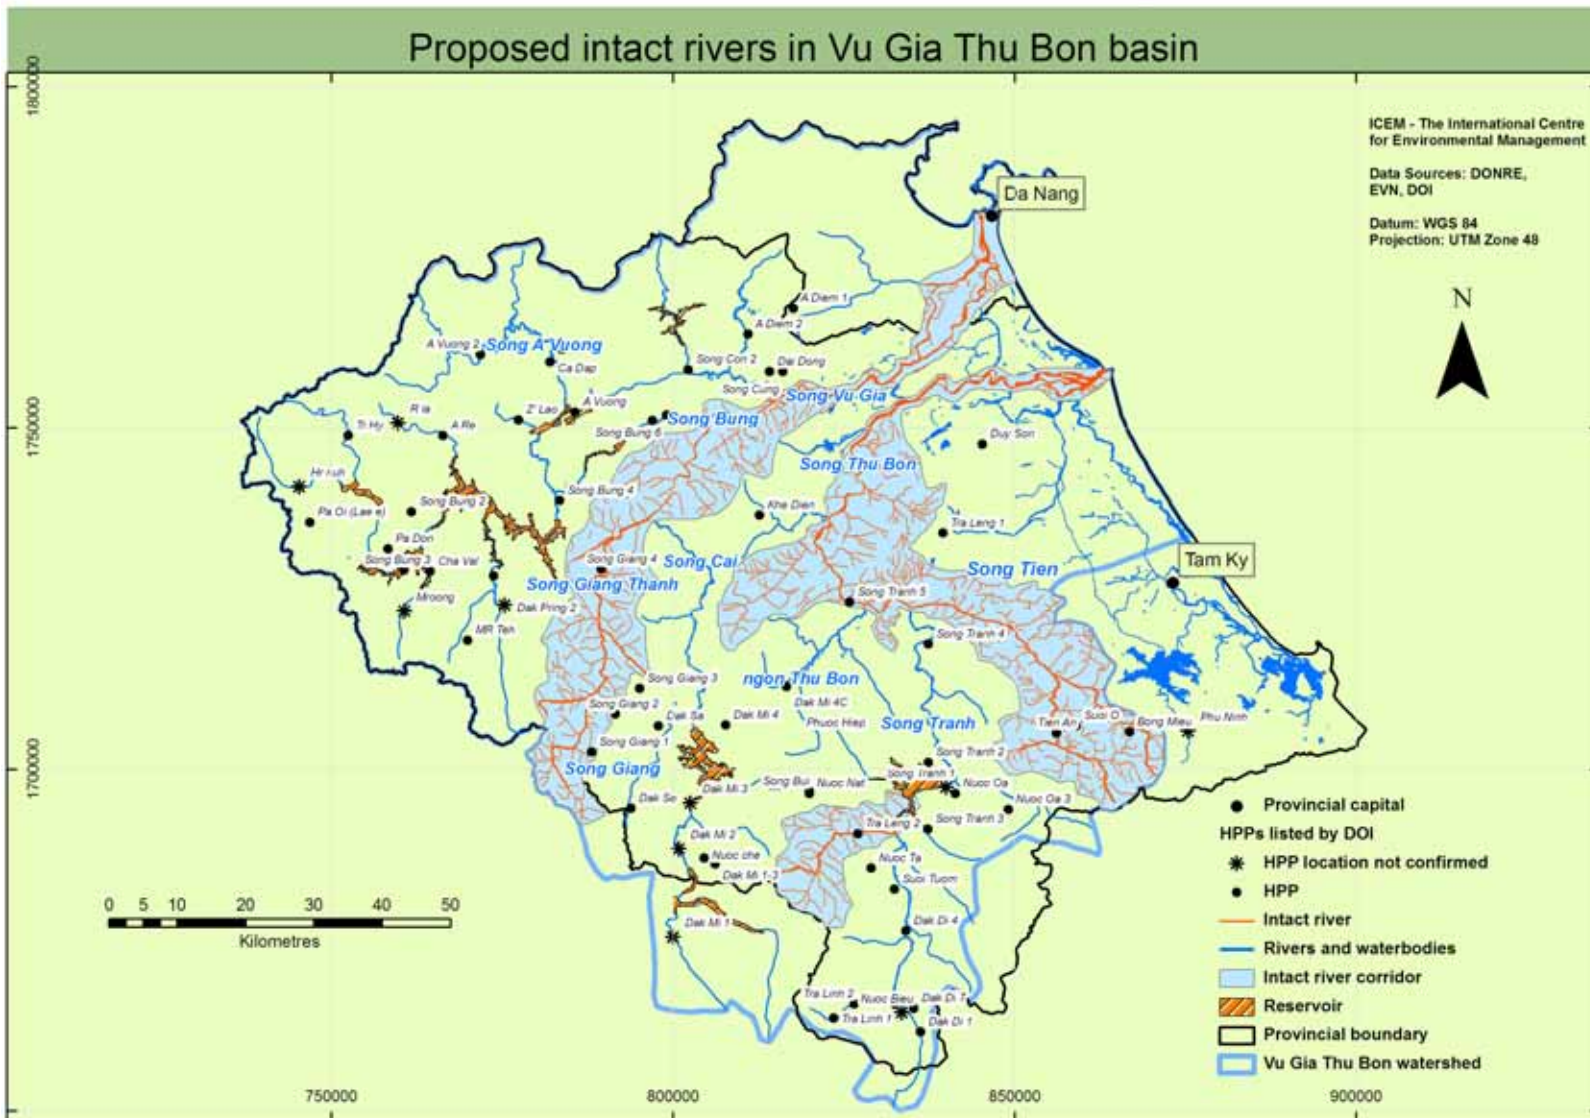 Proposed intact rivers in Vu Gia Thu Bon basin
1800000
1750000
1700000
750000
800000
850000
900000
ICEM - The International Centre
for Environmental Management
Data Sources: DONRE,
EVN, DOI
Datum: WGS 84
Projection: UTM Zone 48
N
Da Nang
A Diem 1
A Diem 2
A Vuong 2
Song A Vuong
Ca Dap
Song Con 2
Dai Dong
Song Cung
Song Vu Gia
R ia
Z' Lao
A Vuong
Song Bung
Tr Hy
A Re
Song Bung 6
Duy Son
Song Thu Bon
Song Bung 4
Song Bung 2
Pa Oi (Lae e)
Khe Dien
Tra Leng 1
Pa Don
Song Bung 3
Cha Val
Song Giang 4
Song Cai
Song Giang Thanh
Song Tien
Tam Ky
Mroong
Dak Pring 2
Song Tranh 5
MR Teh
Song Tranh 4
Song Giang 3
ngon Thu Bon
Song Giang 2
Dak Sa
Dak Mi 4
Dak Mi 4C
Phuoc Hiep
Song Tranh
Tien An
Suoi O
Bong Mieu
Phu Ninh
Song Giang 1
Song Giang
Song Tranh 2
Dak Mi 3
Song Bui
Nuoc Nat
Song Tranh 1
Nuoc Oa
Dak Se
Nuoc Oa 3
Dak Mi 2
Tra Leng 2
Song Tranh 3
Nuoc che
Dak Mi 1-3
Nuoc Ta
Suoi Tuom
Dak Mi 1
Dak Di 4
Tra Linh 2
Nuoc Bieu
Tra Linh 1
Dak Di 1
0 5 10 20 30 40 50
Kilometres
Provincial capital
HPPs listed by DOI
HPP location not confirmed
HPP
Intact river
Rivers and waterbodies
Intact river corridor
Reservoir
Provincial boundary
Vu Gia Thu Bon watershed